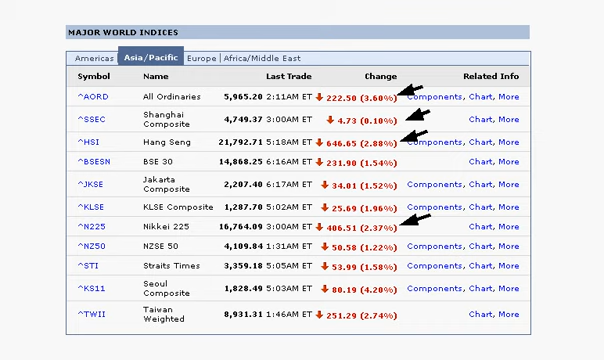 MAJOR WORLD INDICES
Americas Asia/Pacific Europe | Africa/Middle East
Symbol Name Last Trade Change Related Info
^AORD All Ordinaries 5,965.20 2:11AM ET 222.50 (3.60%) Components, Chart, More
^SSEC Shanghai Composite 4,749.37 3:00AM ET 4.73 (0.10%) Components, Chart, More
^HSI Hang Seng 21,792.71 5:18AM ET 646.65 (2.88%) Components, Chart, More
^BSESN BSE 30 14,868.25 6:16AM ET 231.90 (1.54%) Chart, More
^JKSE Jakarta Composite 2,207.40 6:17AM ET 34.01 (1.52%) Components, Chart, More
^KLSE KLSE Composite 1,287.70 5:02AM ET 25.69 (1.96%) Components, Chart, More
^N225 Nikkei 225 16,764.09 3:00AM ET 406.51 (2.37%) Chart, More
^NZ50 NZSE 50 4,109.84 1:31AM ET 50.58 (1.22%) Components, Chart, More
^STI Straits Times 3,359.18 5:05AM ET 53.99 (1.58%) Components, Chart, More
^KS11 Seoul Composite 1,828.49 5:03AM ET 80.19 (4.20%) Components, Chart, More
^TWII Taiwan Weighted 8,931.31 1:46AM ET 251.29 (2.74%) Chart, More